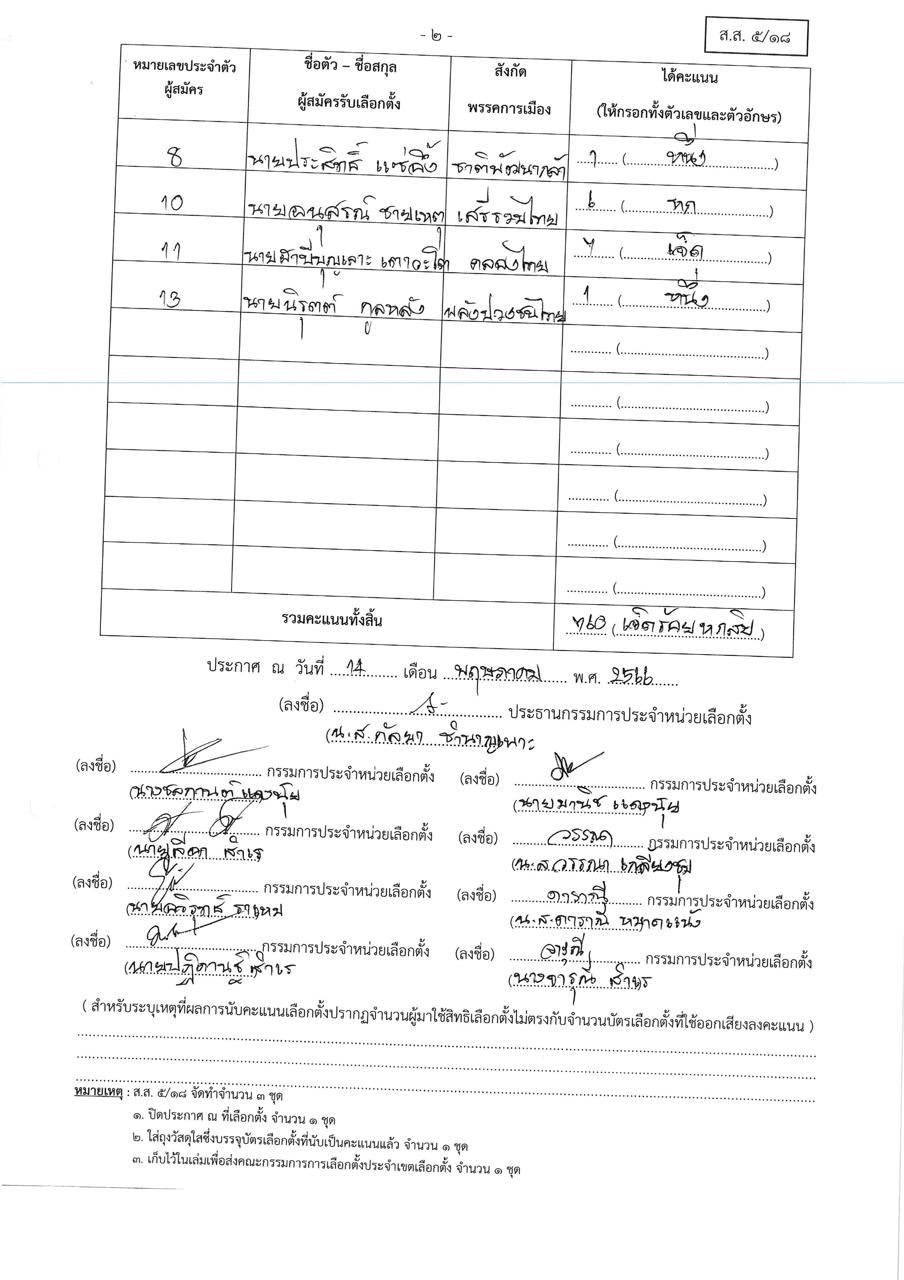 - ๒ -
ส.ส. ๕/๑๘
หมายเลขประจำตัวผู้สมัคร ชื่อตัว – ชื่อสกุล ผู้สมัครรับเลือกตั้ง สังกัดพรรคการเมือง ได้คะแนน (ให้กรอกทั้งตัวเลขและตัวอักษร)
8 นายประสิทธิ์ แซ่ลิ้ง ชาติพัฒนากล้า ๑ (หนึ่ง)
10 นายอนุสรณ์ ชายเหตุ เสรีรวมไทย ๖ (หก)
11 คลองไทย ๗ (เจ็ด)
13 นายนิรุตต์ กูลหลัง พลังปวงชนไทย 1 (หนึ่ง)
........... (.....................................)
........... (.....................................)
........... (.....................................)
........... (.....................................)
........... (.....................................)
........... (.....................................)
รวมคะแนนทั้งสิ้น ๗๖๐ (เจ็ดร้อยหกสิบ)
ประกาศ ณ วันที่ 14 เดือน พฤษภาคม พ.ศ. 2566
(ลงชื่อ) ประธานกรรมการประจำหน่วยเลือกตั้ง
(น.ส.กัลยา ชำนาญเพาะ
(ลงชื่อ) กรรมการประจำหน่วยเลือกตั้ง (ลงชื่อ) กรรมการประจำหน่วยเลือกตั้ง
(นางชลกานต์ แดงนุ้ย (นายมานิช แดงนุ้ย
(ลงชื่อ) กรรมการประจำหน่วยเลือกตั้ง (ลงชื่อ) วรรณา กรรมการประจำหน่วยเลือกตั้ง
(นาย สำเร (น.ส.วรรณา เกลี้ยงชุม
(ลงชื่อ) กรรมการประจำหน่วยเลือกตั้ง (ลงชื่อ) ดาราณี กรรมการประจำหน่วยเลือกตั้ง
(นาย ราเหม (น.ส.ดาราณี หมาดแน้ง
(ลงชื่อ) กรรมการประจำหน่วยเลือกตั้ง (ลงชื่อ) จารุณี กรรมการประจำหน่วยเลือกตั้ง
(นายปฏิภาณธ์ สำเร (นางจารุณี สำเร
( สำหรับระบุเหตุที่ผลการนับคะแนนเลือกตั้งปรากฏจำนวนผู้มาใช้สิทธิเลือกตั้งไม่ตรงกับจำนวนบัตรเลือกตั้งที่ใช้ออกเสียงลงคะแนน )
หมายเหตุ : ส.ส. ๕/๑๘ จัดทำจำนวน ๓ ชุด
๑. ปิดประกาศ ณ ที่เลือกตั้ง จำนวน ๑ ชุด
๒. ใส่ถุงวัสดุใสซึ่งบรรจุบัตรเลือกตั้งที่นับเป็นคะแนนแล้ว จำนวน ๑ ชุด
๓. เก็บไว้ในเล่มเพื่อส่งคณะกรรมการการเลือกตั้งประจำเขตเลือกตั้ง จำนวน ๑ ชุด